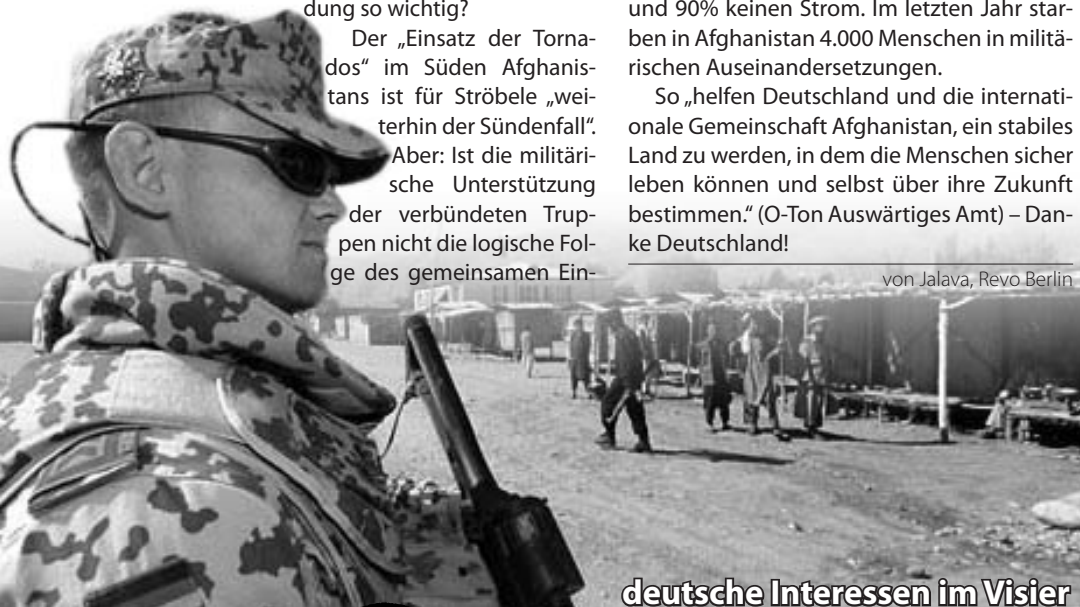 dung so wichtig?
Der „Einsatz der Torna-
dos“ im Süden Afghanis-
tans ist für Ströbele „wei-
terhin der Sündenfall“.
Aber: Ist die militäri-
sche Unterstützung
der verbündeten Trup-
pen nicht die logische Fol-
ge des gemeinsamen Ein-
und 90% keinen Strom. Im letzten Jahr star-
ben in Afghanistan 4.000 Menschen in militä-
rischen Auseinandersetzungen.
So „helfen Deutschland und die internati-
onale Gemeinschaft Afghanistan, ein stabiles
Land zu werden, in dem die Menschen sicher
leben können und selbst über ihre Zukunft
bestimmen.“ (O-Ton Auswärtiges Amt) – Dan-
ke Deutschland!
von Jalava, Revo Berlin
deutsche Interessen im Visier